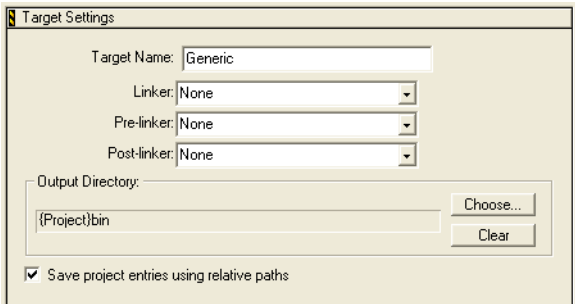 Target Settings
Target Name: Generic
Linker: None
Pre-linker: None
Post-linker: None
Output Directory:
Choose...
{Project}bin
Clear
Save project entries using relative paths